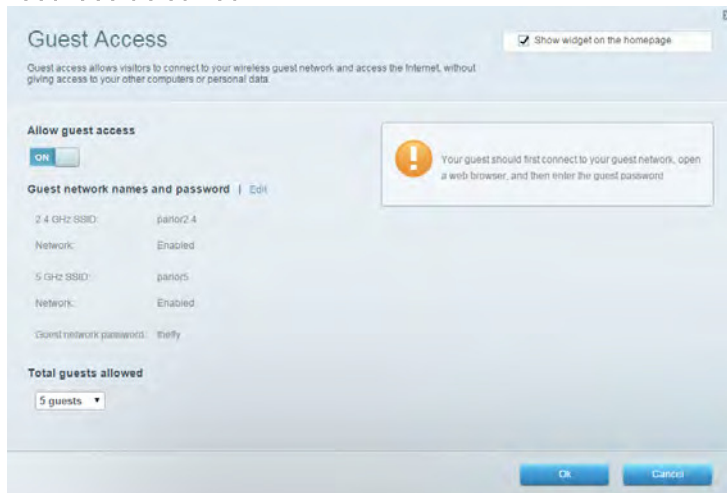 Guest Access
Show widget on the homepage
Guest access allows visitors to connect to your wireless guest network and access the Internet, without
giving access to your other computers or personal data.
Allow guest access
ON
Your guest should first connect to your guest network, open
a web browser, and then enter the guest password
Guest network names and password | Edit
2.4 GHz SSID: parlor2.4
Network: Enabled
5 GHz SSID: parlor5
Network: Enabled
Guest network password: thefly
Total guests allowed
5 guests
Ok Cancel